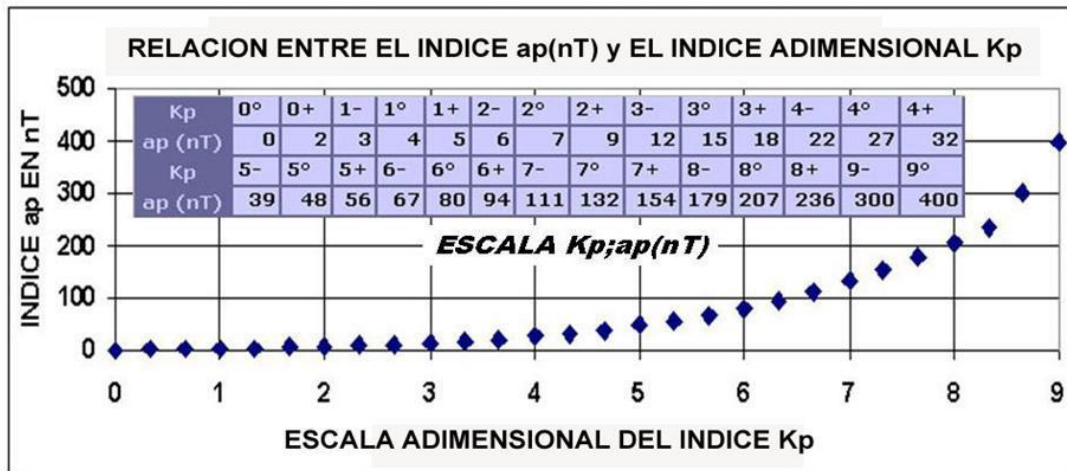 RELACION ENTRE EL INDICE ap(nT) y EL INDICE ADIMENSIONAL Kp
INDICE ap EN nT
500
400
300
200
100
0
Kp 0° 0+ 1- 1° 1+ 2- 2° 2+ 3- 3° 3+ 4- 4° 4+
ap (nT) 0 2 3 4 5 6 7 9 12 15 18 22 27 32
Kp 5- 5° 5+ 6- 6° 6+ 7- 7° 7+ 8- 8° 8+ 9- 9°
ap (nT) 39 48 56 67 80 94 111 132 154 179 207 236 300 400
ESCALA Kp;ap(nT)
0 1 2 3 4 5 6 7 8 9
ESCALA ADIMENSIONAL DEL INDICE Kp